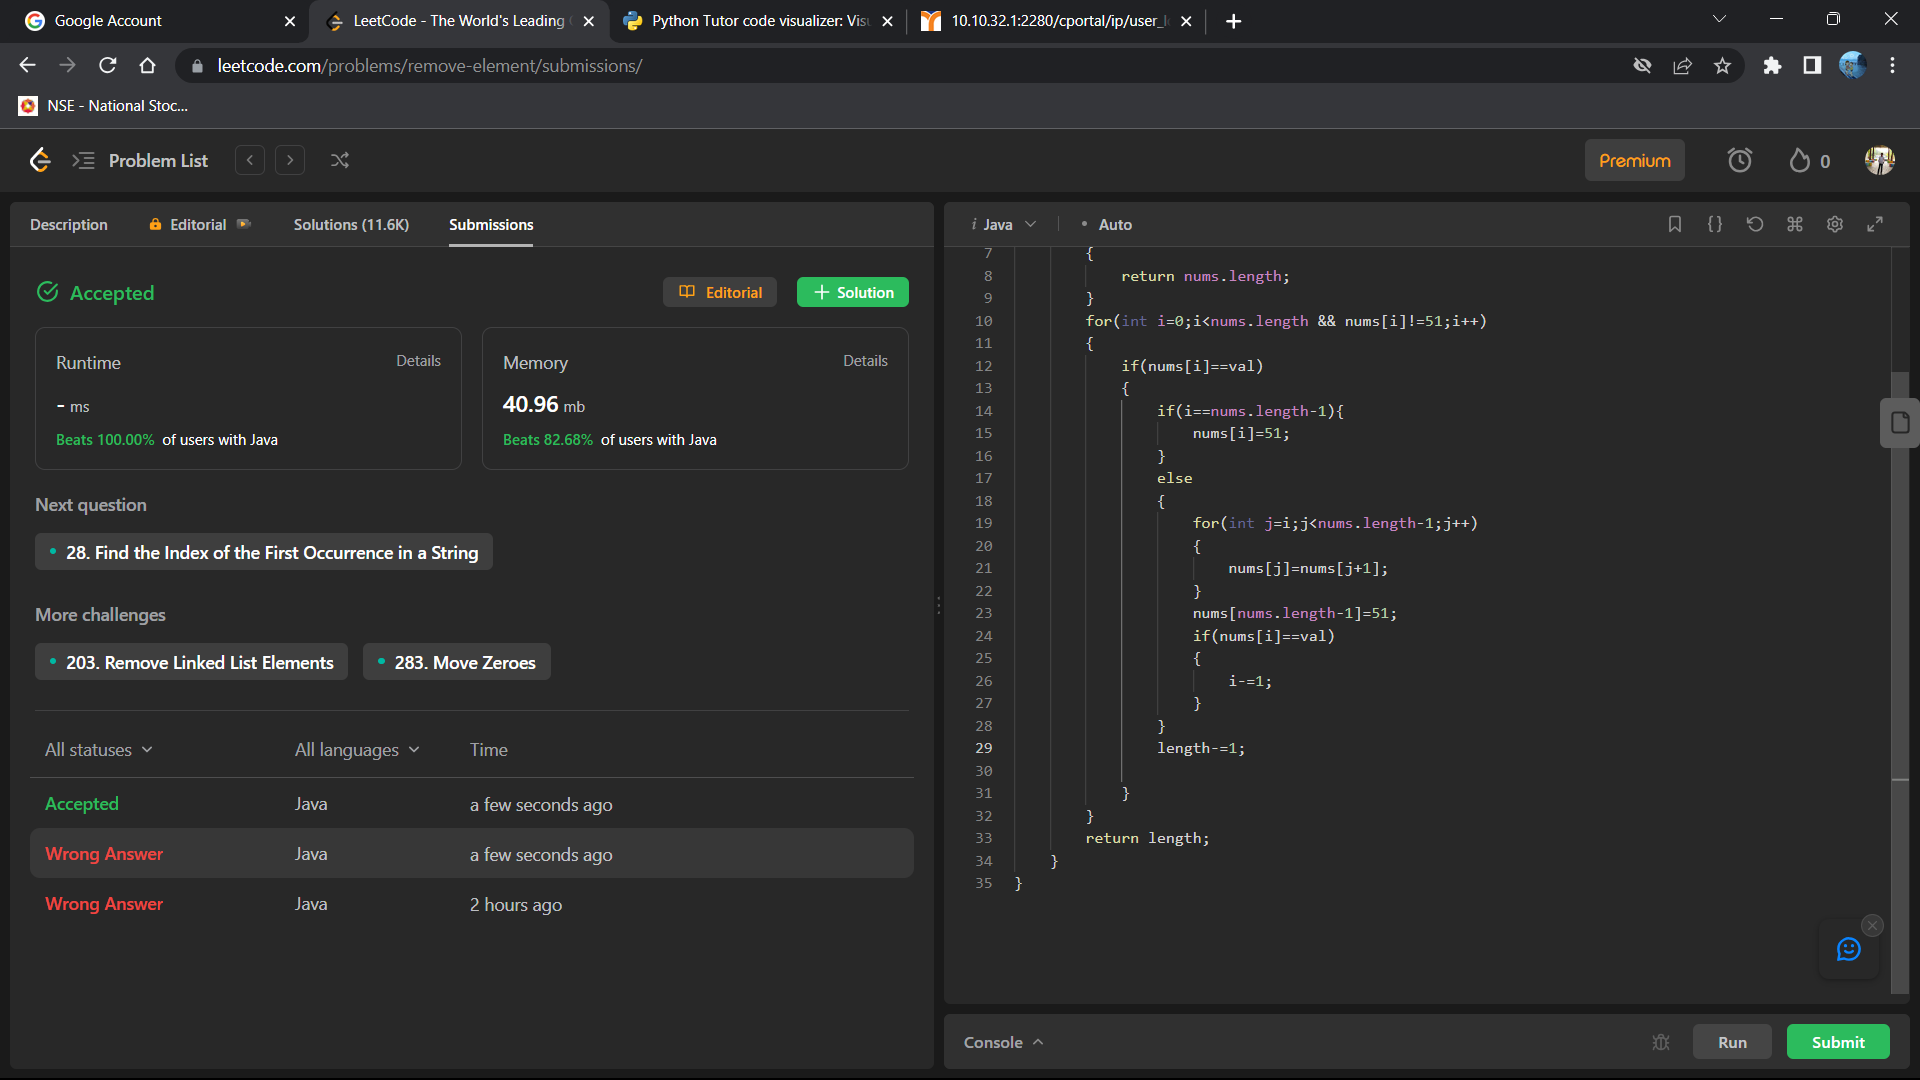 Google Account
LeetCode - The World's Leading
Python Tutor code visualizer: Vis
10.10.32.1:2280/cportal/ip/user_l
leetcode.com/problems/remove-element/submissions/
NSE - National Stoc...
Problem List
Premium
0
Description
Editorial
Solutions (11.6K)
Submissions
Accepted
Editorial
Solution
Runtime
Details
- ms
Beats 100.00% of users with Java
Memory
Details
40.96 mb
Beats 82.68% of users with Java
Next question
28. Find the Index of the First Occurrence in a String
More challenges
203. Remove Linked List Elements
283. Move Zeroes
All statuses
All languages
Time
Accepted Java a few seconds ago
Wrong Answer Java a few seconds ago
Wrong Answer Java 2 hours ago
i Java
Auto
7 {
8 return nums.length;
9 }
10 for(int i=0;i<nums.length && nums[i]!=51;i++)
11 {
12 if(nums[i]==val)
13 {
14 if(i==nums.length-1){
15 nums[i]=51;
16 }
17 else
18 {
19 for(int j=i;j<nums.length-1;j++)
20 {
21 nums[j]=nums[j+1];
22 }
23 nums[nums.length-1]=51;
24 if(nums[i]==val)
25 {
26 i-=1;
27 }
28 }
29 length-=1;
30
31 }
32 }
33 return length;
34 }
35 }
Console
Run
Submit